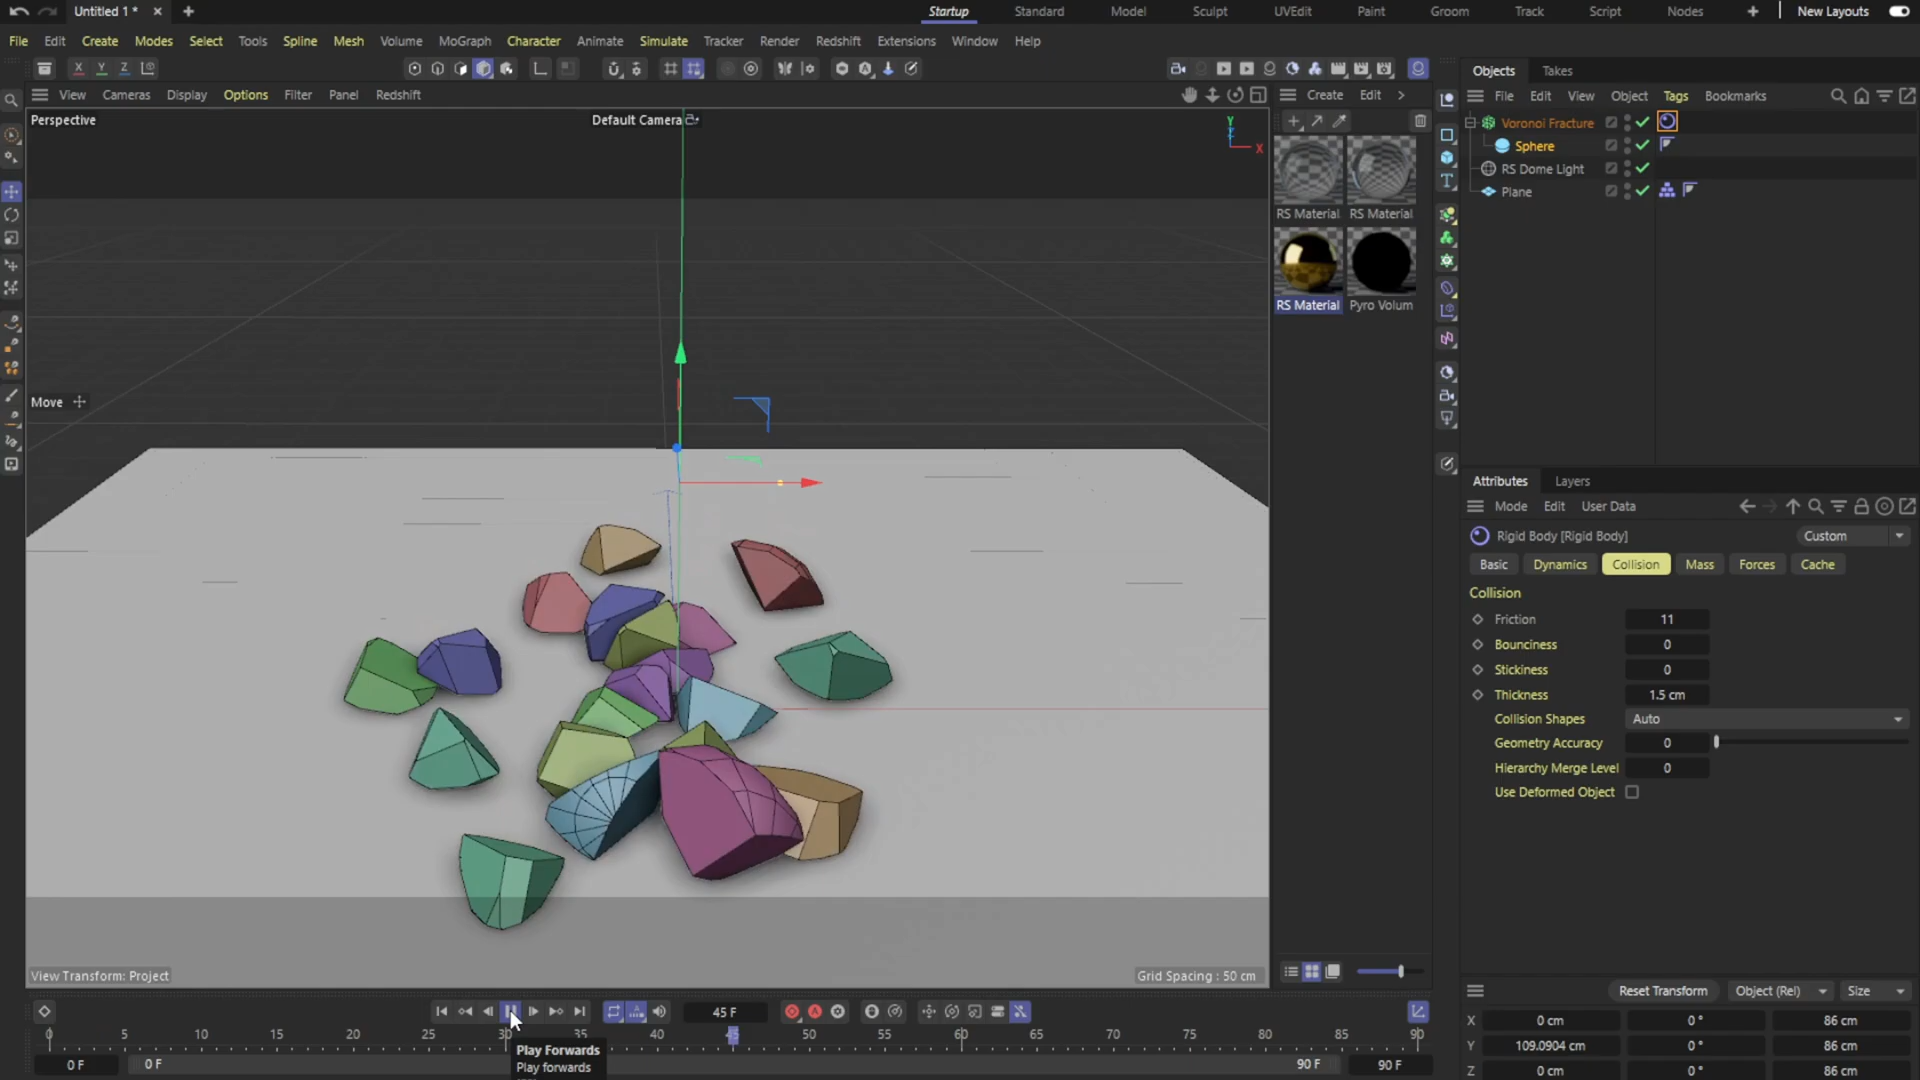 Untitled 1 *
Startup
Standard
Model
Sculpt
UVEdit
Paint
Groom
Track
Script
Nodes
New Layouts
File Edit Create Modes Select Tools Spline Mesh Volume MoGraph Character Animate Simulate Tracker Render Redshift Extensions Window Help
X Y Z
View Cameras Display Options Filter Panel Redshift
Perspective
Default Camera
Y
X
Move
View Transform: Project
Grid Spacing : 50 cm
Create Edit
RS Material RS Material
RS Material Pyro Volum
Objects Takes
File Edit View Object Tags Bookmarks
Voronoi Fracture
Sphere
RS Dome Light
Plane
Attributes Layers
Mode Edit User Data
Rigid Body [Rigid Body]
Custom
Basic Dynamics Collision Mass Forces Cache
Collision
Friction 11
Bounciness 0
Stickiness 0
Thickness 1.5 cm
Collision Shapes Auto
Geometry Accuracy 0
Hierarchy Merge Level 0
Use Deformed Object
Reset Transform Object (Rel) Size
X 0 cm 0 ° 86 cm
Y 109.0904 cm 0 ° 86 cm
Z 0 cm 0 ° 86 cm
45 F
0 5 10 15 20 25 30 35 40 45 50 55 60 65 70 75 80 85 90
0 F 0 F 90 F 90 F
Play Forwards
Play forwards